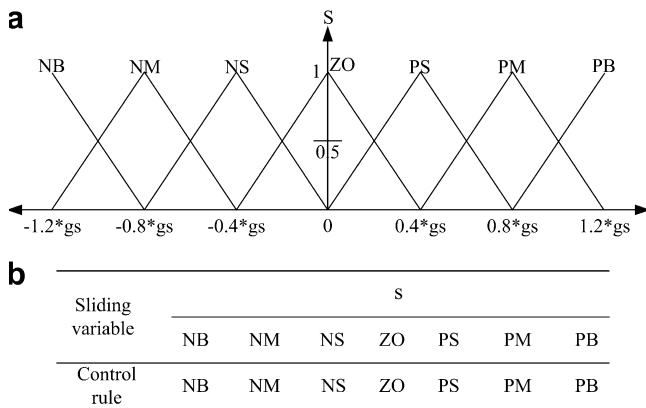 a
S
NB NM NS 1 ZO PS PM PB
0.5
-1.2*gs -0.8*gs -0.4*gs 0 0.4*gs 0.8*gs 1.2*gs
b
Sliding
variable
s
NB NM NS ZO PS PM PB
Control
rule
NB NM NS ZO PS PM PB